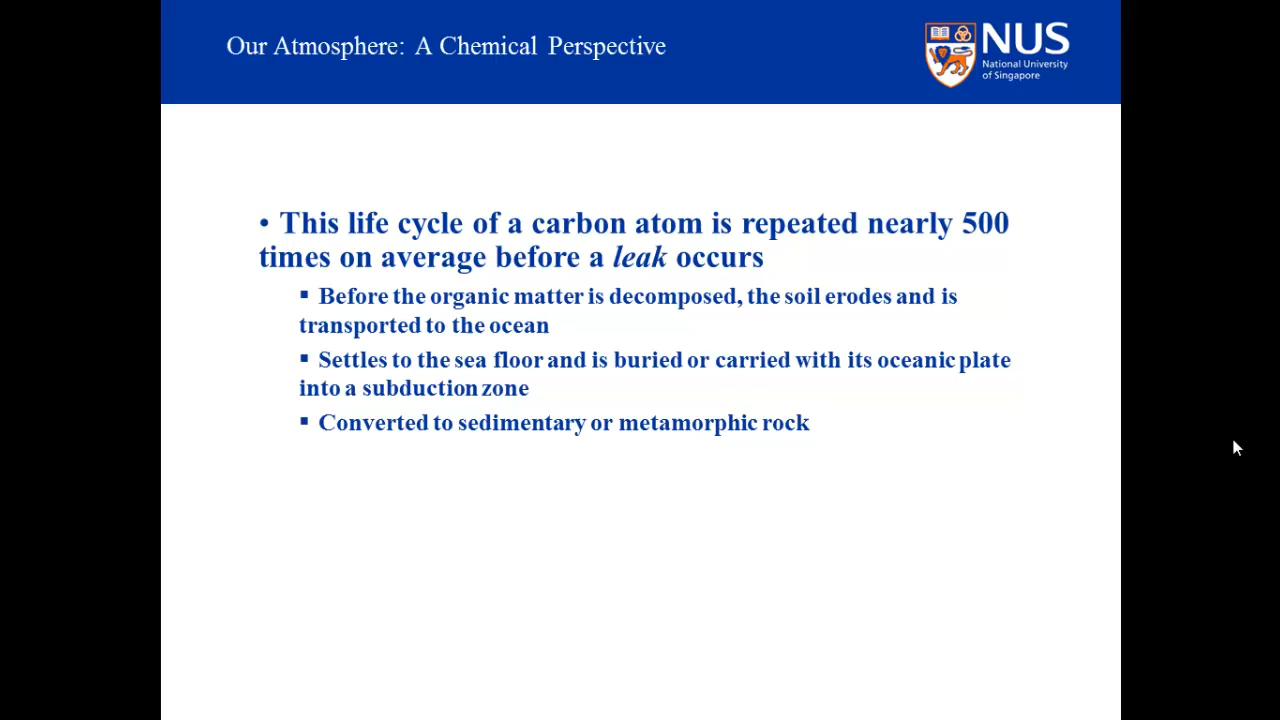 Our Atmosphere: A Chemical Perspective
NUS
National University
of Singapore
• This life cycle of a carbon atom is repeated nearly 500
times on average before a leak occurs
▪ Before the organic matter is decomposed, the soil erodes and is
transported to the ocean
▪ Settles to the sea floor and is buried or carried with its oceanic plate
into a subduction zone
▪ Converted to sedimentary or metamorphic rock